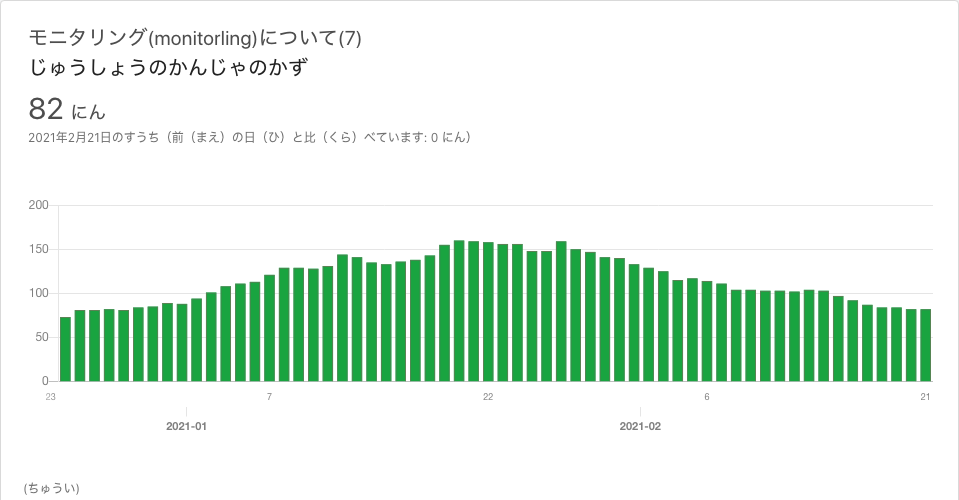 モニタリング(monitorling)について(7)
じゅうしょうのかんじゃのかず
82 にん
2021年2月21日のすうち（前（まえ）の日（ひ）と比（くら）べています: 0 にん）
200
150
100
50
0
23 7 22 6 21
2021-01 2021-02
(ちゅうい)